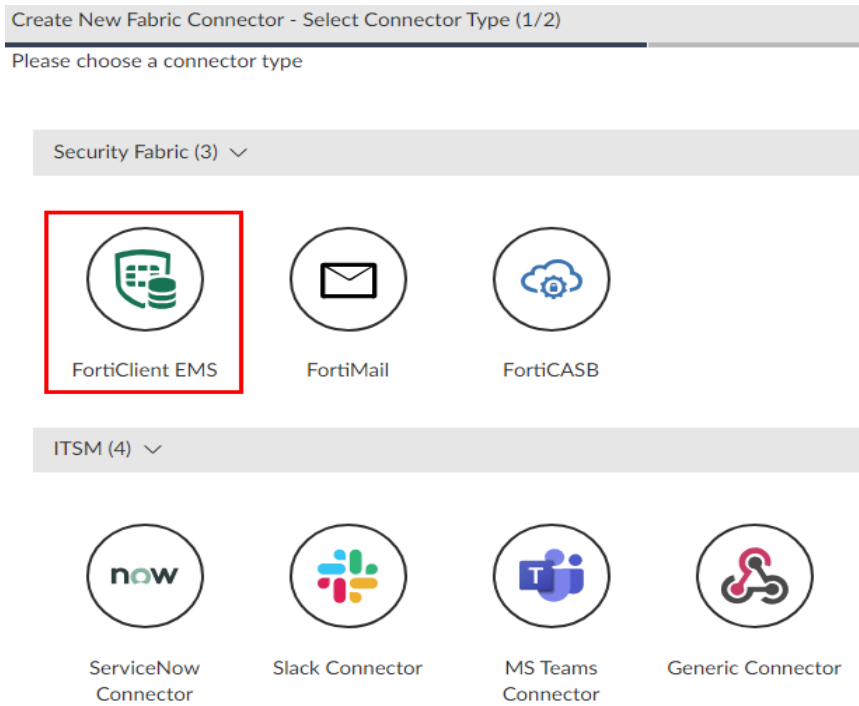 Create New Fabric Connector - Select Connector Type (1/2)
Please choose a connector type
Security Fabric (3)
FortiClient EMS
FortiMail
FortiCASB
ITSM (4)
now
T
ServiceNow
Connector
Slack Connector
MS Teams
Connector
Generic Connector